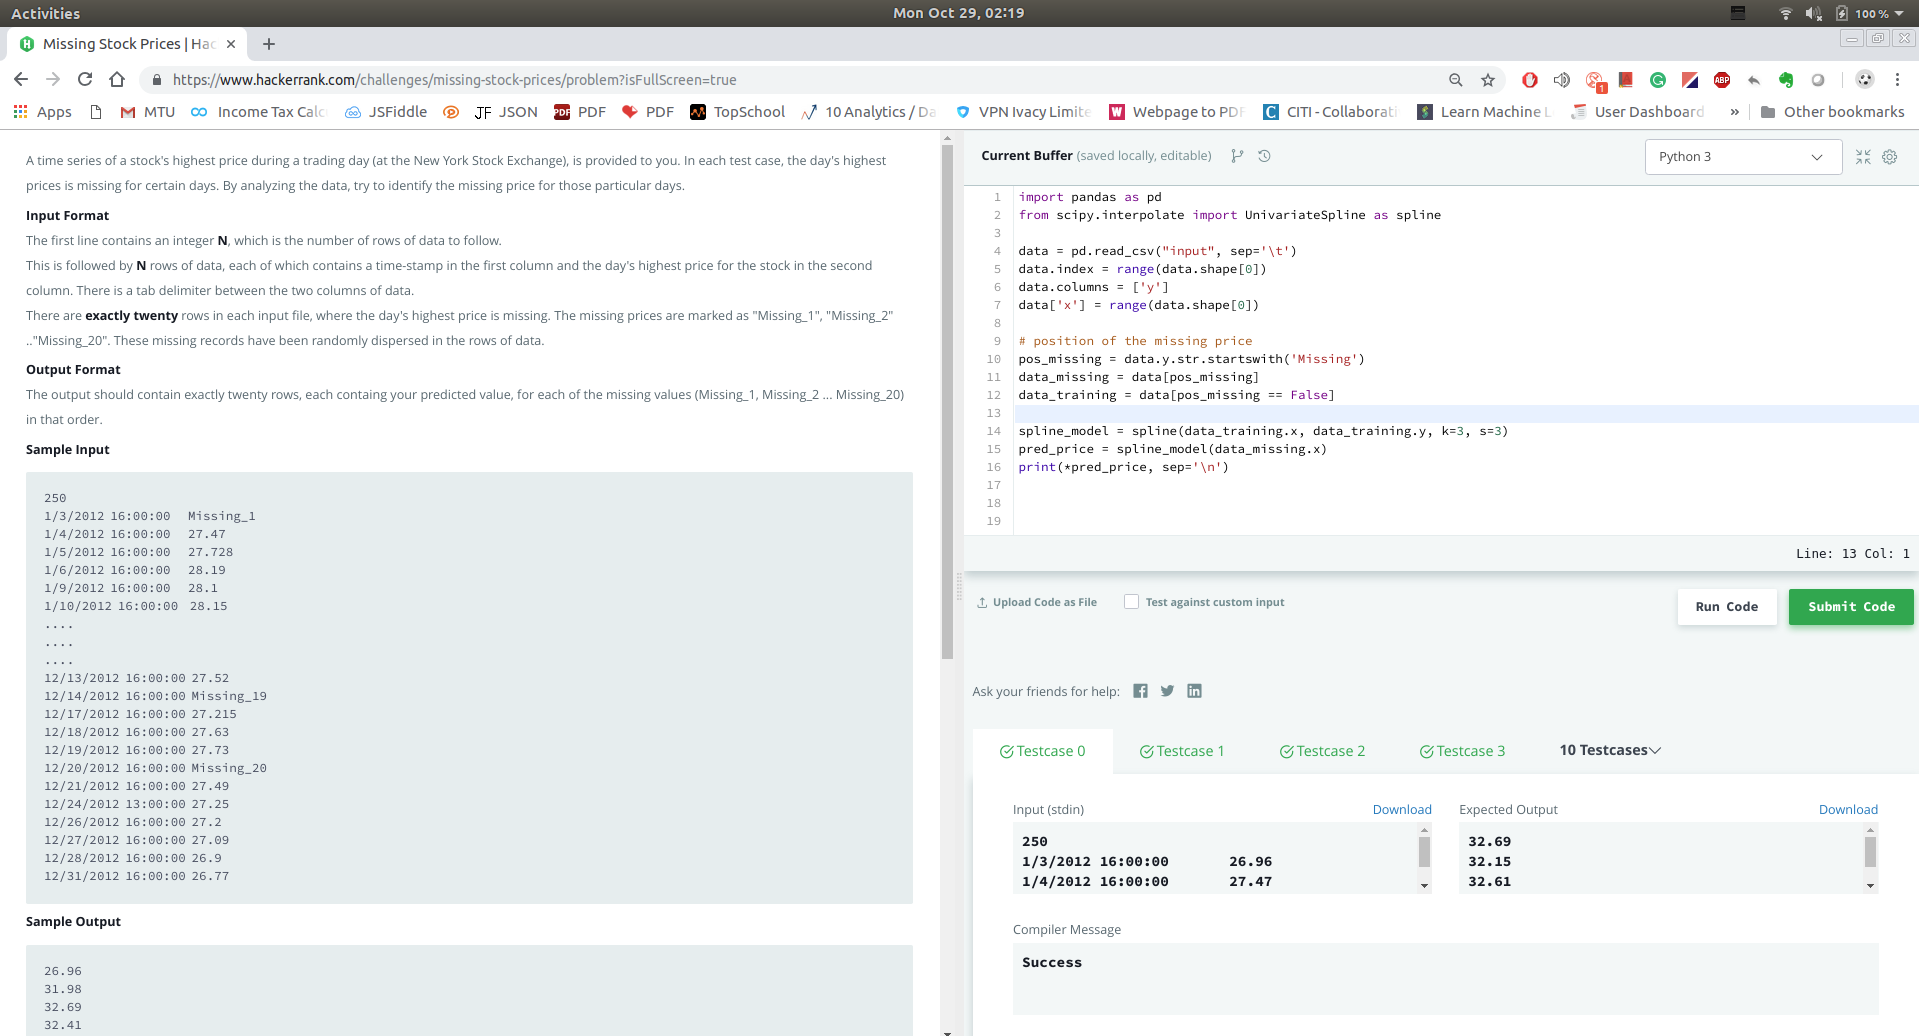 Activities
Mon Oct 29, 02:19
100 %
Missing Stock Prices | Hac
https://www.hackerrank.com/challenges/missing-stock-prices/problem?isFullScreen=true
1
ABP
Apps
MTU
Income Tax Calc
JSFiddle
JF JSON
PDF PDF
PDF
TopSchool
10 Analytics / Da
VPN Ivacy Limite
W Webpage to PDF
C CITI - Collaborati
Learn Machine L
User Dashboard
»
Other bookmarks
A time series of a stock's highest price during a trading day (at the New York Stock Exchange), is provided to you. In each test case, the day's highest
prices is missing for certain days. By analyzing the data, try to identify the missing price for those particular days.
Input Format
The first line contains an integer N, which is the number of rows of data to follow.
This is followed by N rows of data, each of which contains a time-stamp in the first column and the day's highest price for the stock in the second
column. There is a tab delimiter between the two columns of data.
There are exactly twenty rows in each input file, where the day's highest price is missing. The missing prices are marked as "Missing_1", "Missing_2"
.."Missing_20". These missing records have been randomly dispersed in the rows of data.
Output Format
The output should contain exactly twenty rows, each containg your predicted value, for each of the missing values (Missing_1, Missing_2 ... Missing_20)
in that order.
Sample Input
250
1/3/2012 16:00:00 Missing_1
1/4/2012 16:00:00 27.47
1/5/2012 16:00:00 27.728
1/6/2012 16:00:00 28.19
1/9/2012 16:00:00 28.1
1/10/2012 16:00:00 28.15
....
....
....
12/13/2012 16:00:00 27.52
12/14/2012 16:00:00 Missing_19
12/17/2012 16:00:00 27.215
12/18/2012 16:00:00 27.63
12/19/2012 16:00:00 27.73
12/20/2012 16:00:00 Missing_20
12/21/2012 16:00:00 27.49
12/24/2012 13:00:00 27.25
12/26/2012 16:00:00 27.2
12/27/2012 16:00:00 27.09
12/28/2012 16:00:00 26.9
12/31/2012 16:00:00 26.77
Sample Output
26.96
31.98
32.69
32.41
Current Buffer (saved locally, editable)
Python 3
1 import pandas as pd
2 from scipy.interpolate import UnivariateSpline as spline
3
4 data = pd.read_csv("input", sep='\t')
5 data.index = range(data.shape[0])
6 data.columns = ['y']
7 data['x'] = range(data.shape[0])
8
9 # position of the missing price
10 pos_missing = data.y.str.startswith('Missing')
11 data_missing = data[pos_missing]
12 data_training = data[pos_missing == False]
13
14 spline_model = spline(data_training.x, data_training.y, k=3, s=3)
15 pred_price = spline_model(data_missing.x)
16 print(*pred_price, sep='\n')
17
18
19
Line: 13 Col: 1
Upload Code as File
Test against custom input
Run Code
Submit Code
Ask your friends for help:
Testcase 0
Testcase 1
Testcase 2
Testcase 3
10 Testcases
Input (stdin)
Download
250
1/3/2012 16:00:00 26.96
1/4/2012 16:00:00 27.47
Expected Output
Download
32.69
32.15
32.61
Compiler Message
Success